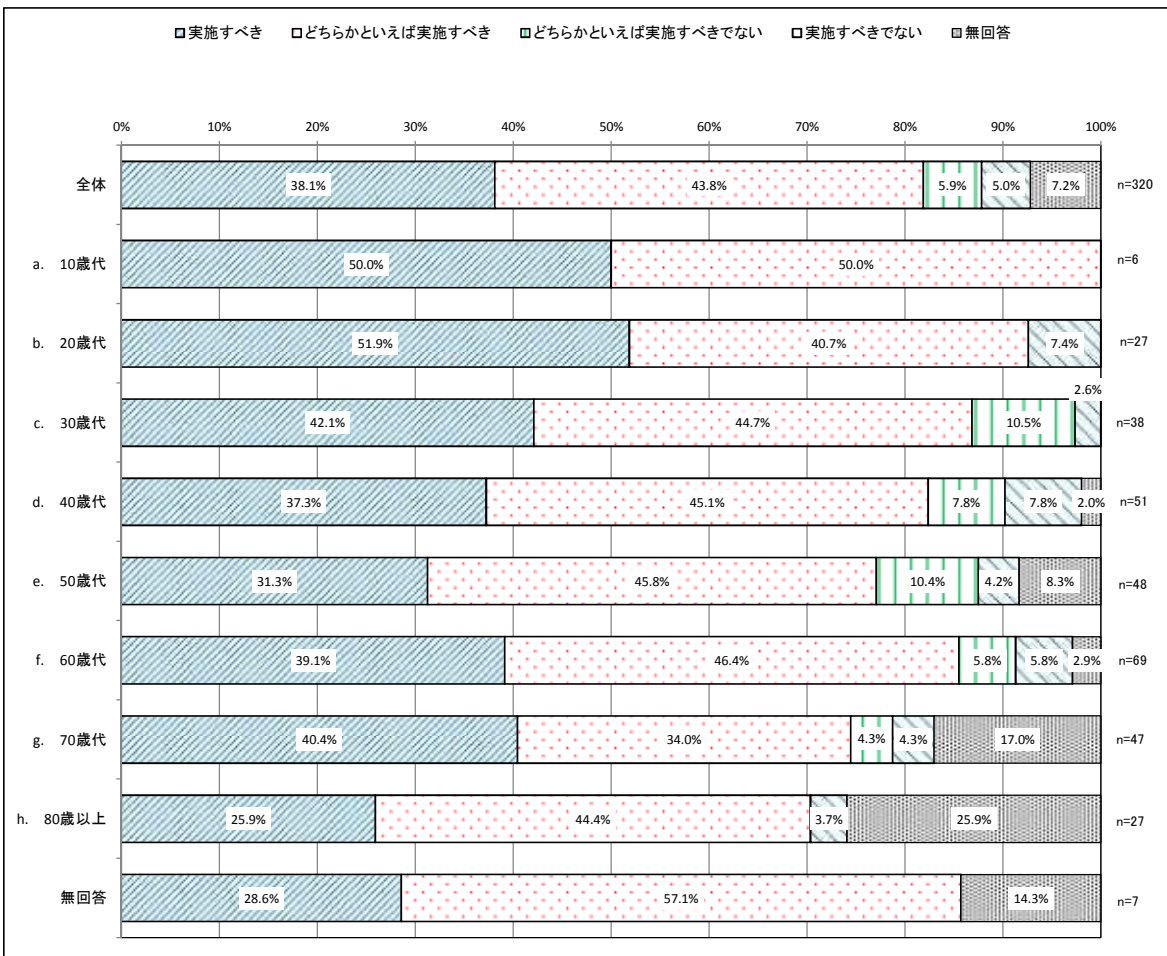 実施すべき どちらかといえば実施すべき どちらかといえば実施すべきでない 実施すべきでない 無回答
0% 10% 20% 30% 40% 50% 60% 70% 80% 90% 100%
全体 38.1% 43.8% 5.9% 5.0% 7.2% n=320
a. 10歳代 50.0% 50.0% n=6
b. 20歳代 51.9% 40.7% 7.4% n=27
2.6%
c. 30歳代 42.1% 44.7% 10.5% n=38
d. 40歳代 37.3% 45.1% 7.8% 7.8% 2.0% n=51
e. 50歳代 31.3% 45.8% 10.4% 4.2% 8.3% n=48
f. 60歳代 39.1% 46.4% 5.8% 5.8% 2.9% n=69
g. 70歳代 40.4% 34.0% 4.3% 4.3% 17.0% n=47
h. 80歳以上 25.9% 44.4% 3.7% 25.9% n=27
無回答 28.6% 57.1% 14.3% n=7